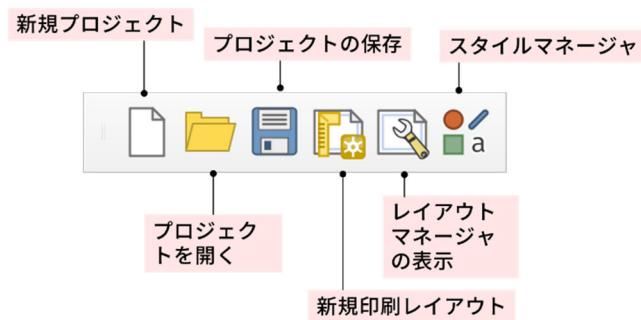 新規プロジェクト
プロジェクトの保存
スタイルマネージャ
a
プロジェク
トを開く
レイアウト
マネージャ
の表示
新規印刷レイアウト